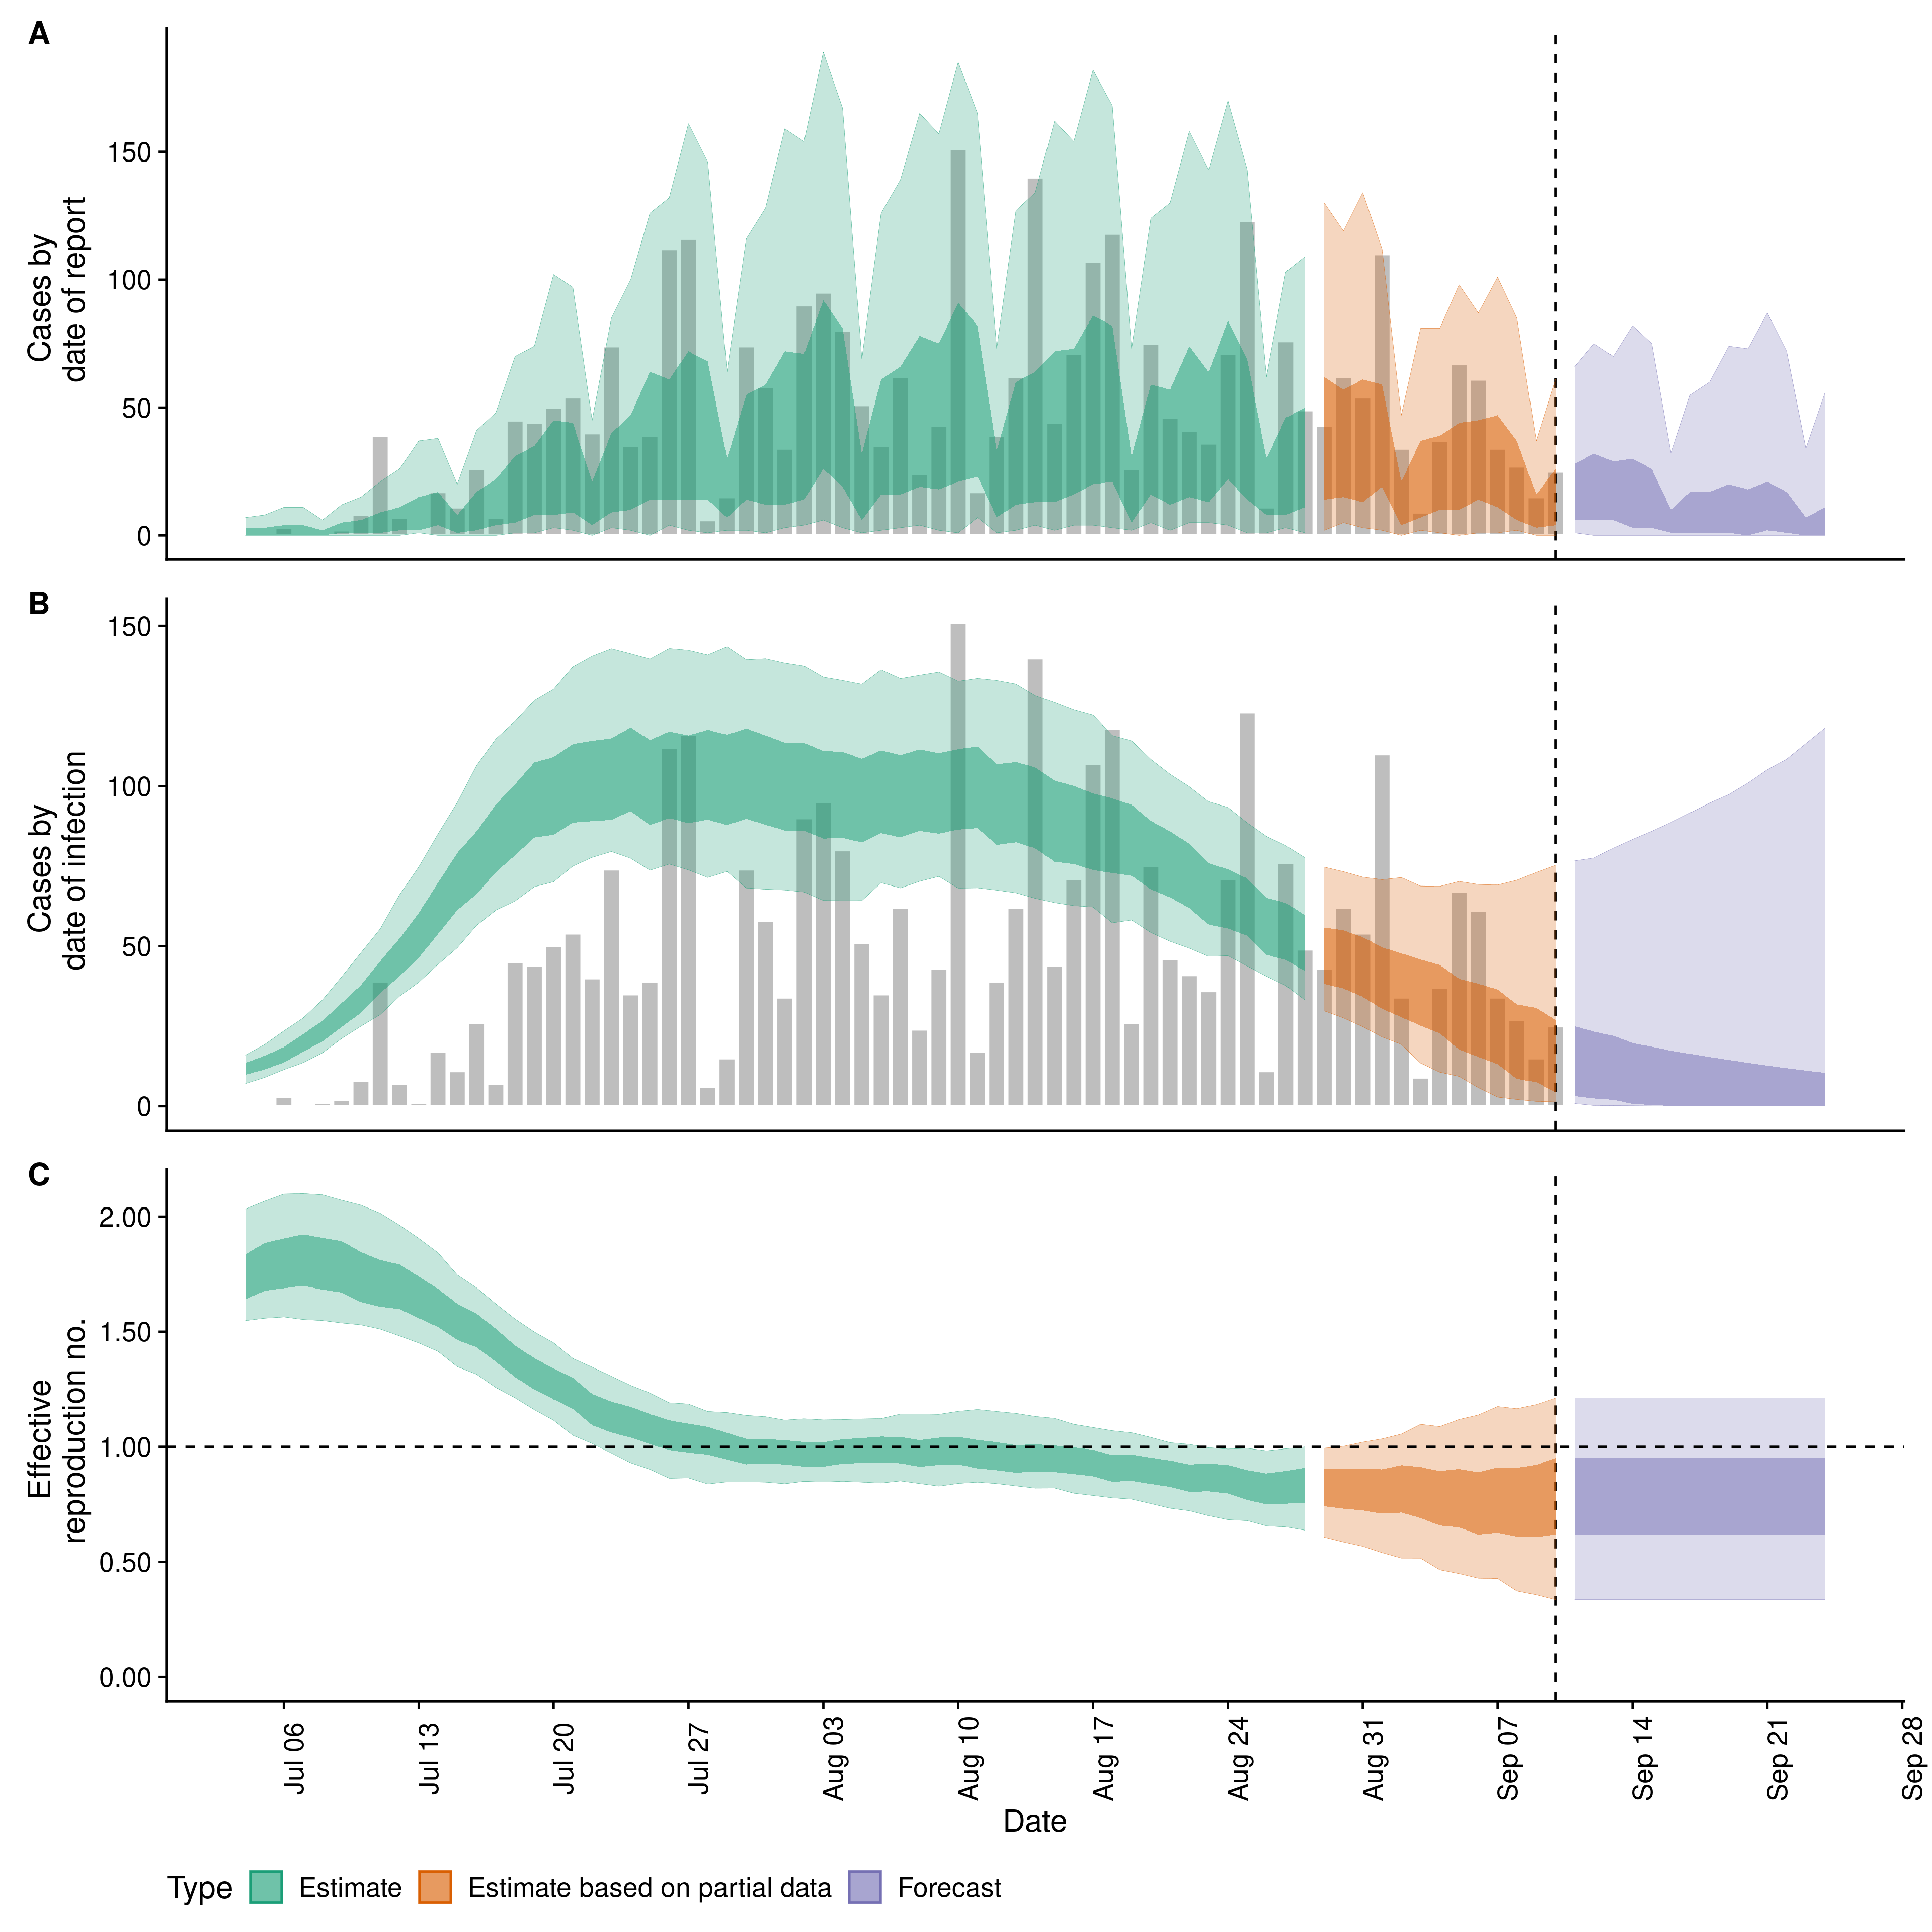 A
Cases by
date of report
150
100
50
0
B
Cases by
date of infection
150
100
50
0
C
Effective
reproduction no.
2.00
1.50
1.00
0.50
0.00
Jul 06
Jul 13
Jul 20
Jul 27
Aug 03
Aug 10
Aug 17
Aug 24
Aug 31
Sep 07
Sep 14
Sep 21
Sep 28
Date
Type Estimate Estimate based on partial data Forecast